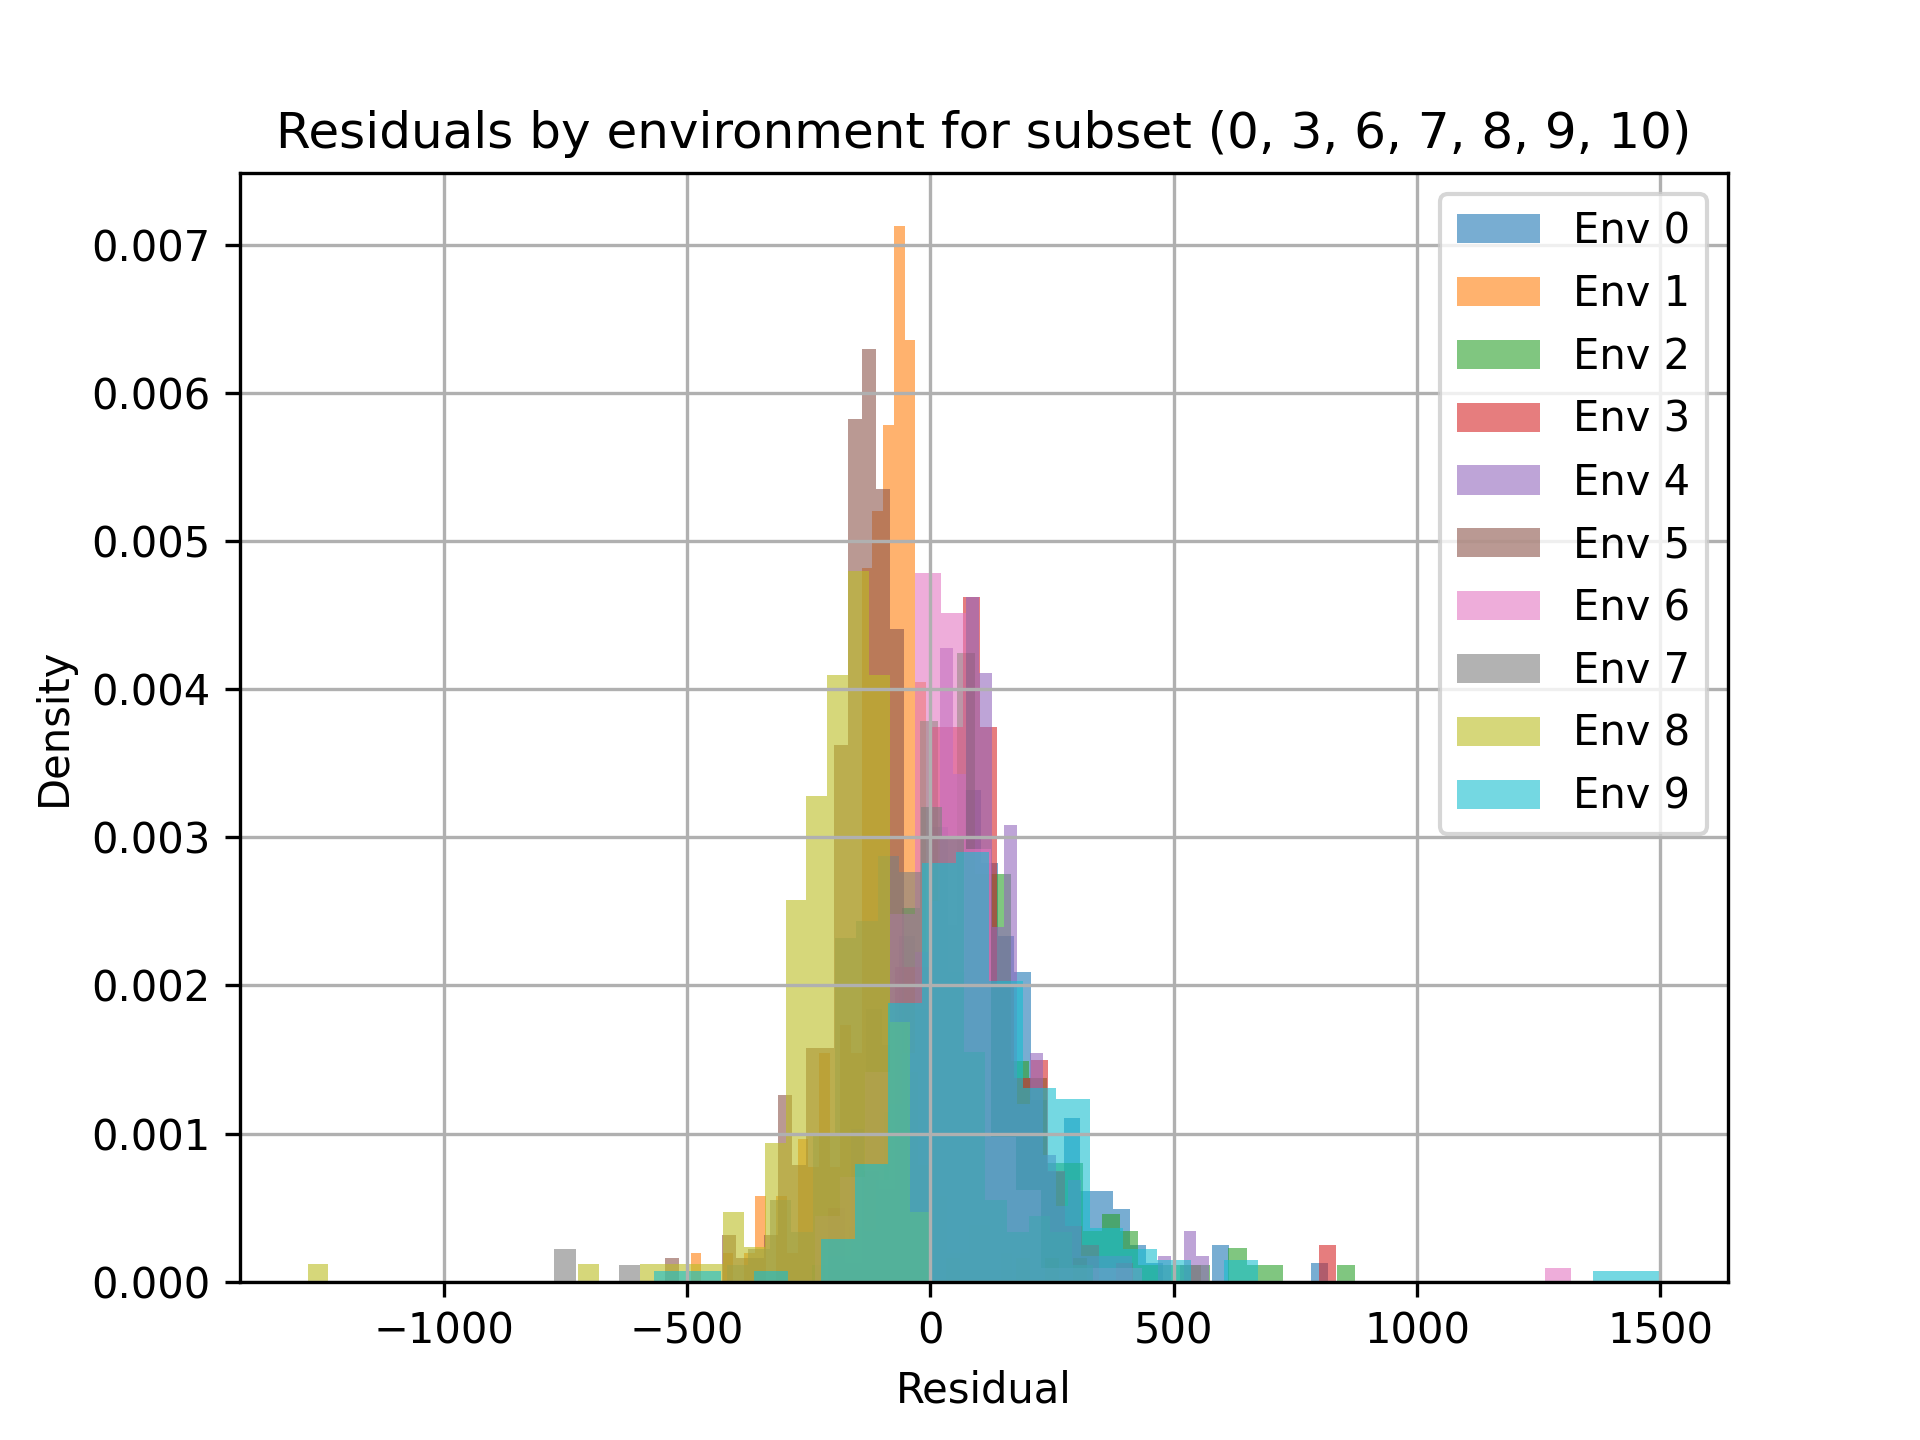 Residuals by environment for subset (0, 3, 6, 7, 8, 9, 10)
Density
0.007
0.006
0.005
0.004
0.003
0.002
0.001
0.000
−1000
−500
0
500
1000
1500
Residual
Env 0
Env 1
Env 2
Env 3
Env 4
Env 5
Env 6
Env 7
Env 8
Env 9